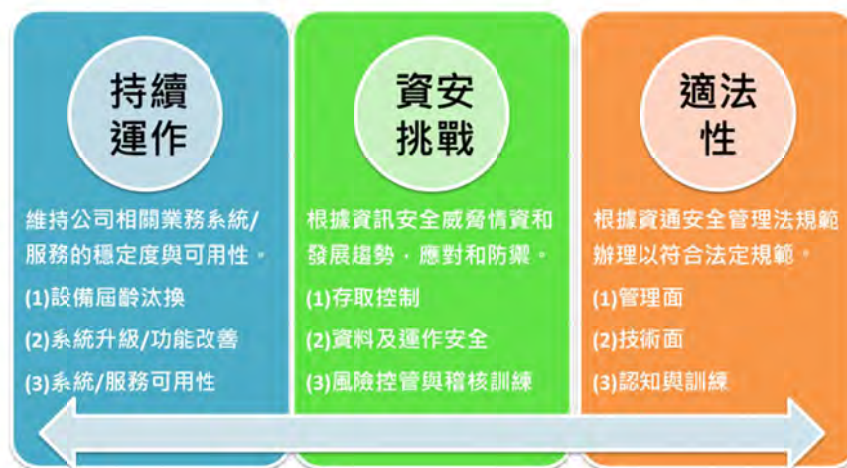 持續
運作
維持公司相關業務系統/
服務的穩定度與可用性。
(1)設備屆齡汰換
(2)系統升級/功能改善
(3)系統/服務可用性
資安
挑戰
根據資訊安全威脅情資和
發展趨勢，應對和防禦。
(1)存取控制
(2)資料及運作安全
(3)風險控管與稽核訓練
適法
性
根據資通安全管理法規範
辦理以符合法定規範。
(1)管理面
(2)技術面
(3)認知與訓練